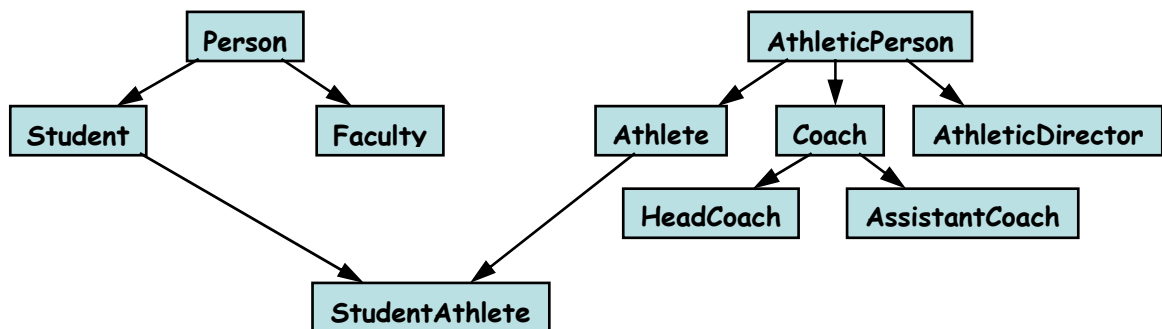 Person
AthleticPerson
Student
Faculty
Athlete
Coach
AthleticDirector
HeadCoach
AssistantCoach
StudentAthlete